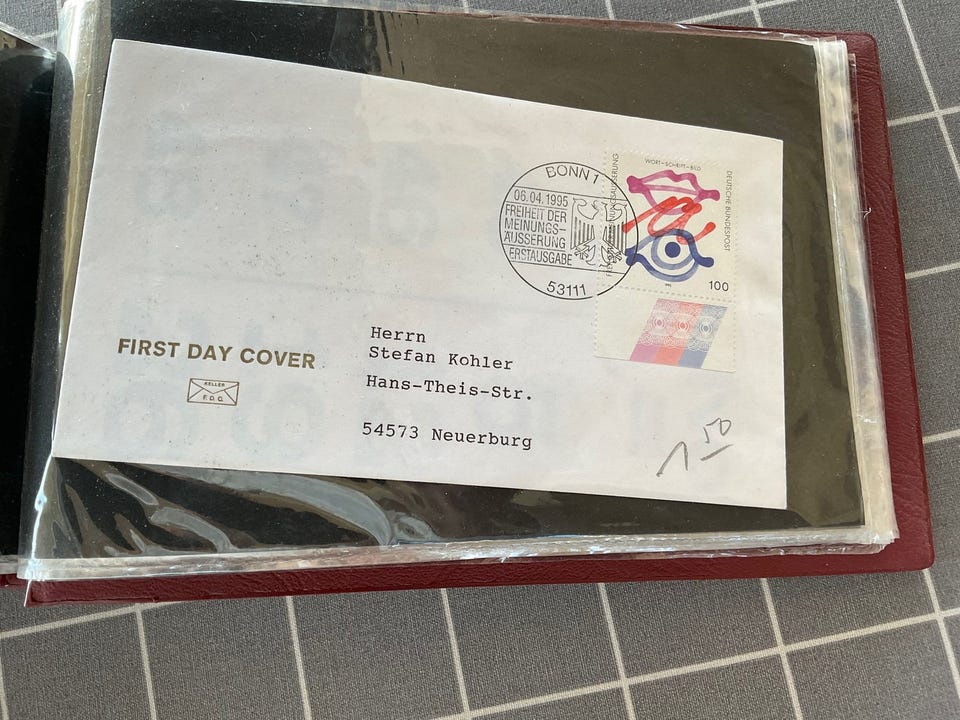 BONN 1
06.04.1995
FREIHEIT DER
MEINUNGS-
ÄUSSERUNG
ERSTAUSGABE
53111
WORT–SCHRIFT–BILD
DEUTSCHE BUNDESPOST
100
FIRST DAY COVER
KELLER
F.D.C.
Herrn
Stefan Kohler
Hans-Theis-Str.
54573 Neuerburg
1 50